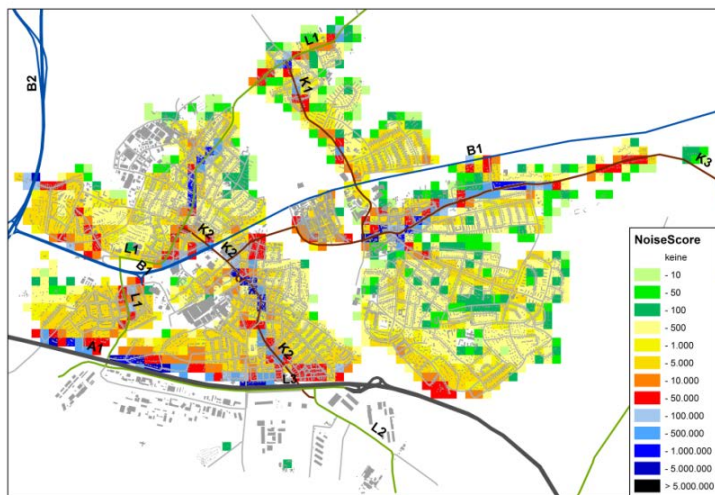 L1
B2
K1
B1
K3
K2
K2
L1
B1
L1
K2
L3
L2
NoiseScore
keine
- 10
- 50
- 100
- 500
- 1.000
- 5.000
- 10.000
- 50.000
- 100.000
- 500.000
- 1.000.000
- 5.000.000
> 5.000.000